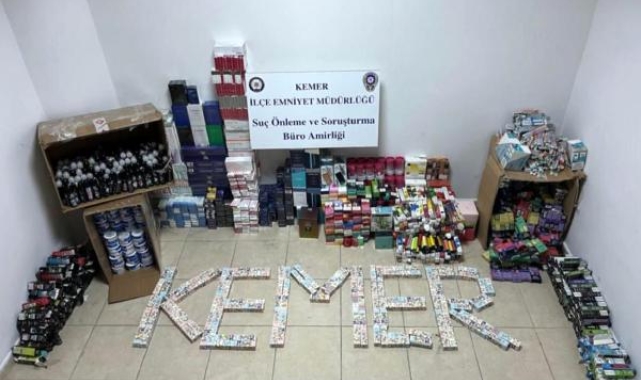 KEMER
İLÇE EMNİYET MÜDÜRLÜĞÜ
Suç Önleme ve Soruşturma
Büro Amirliği
KEMER